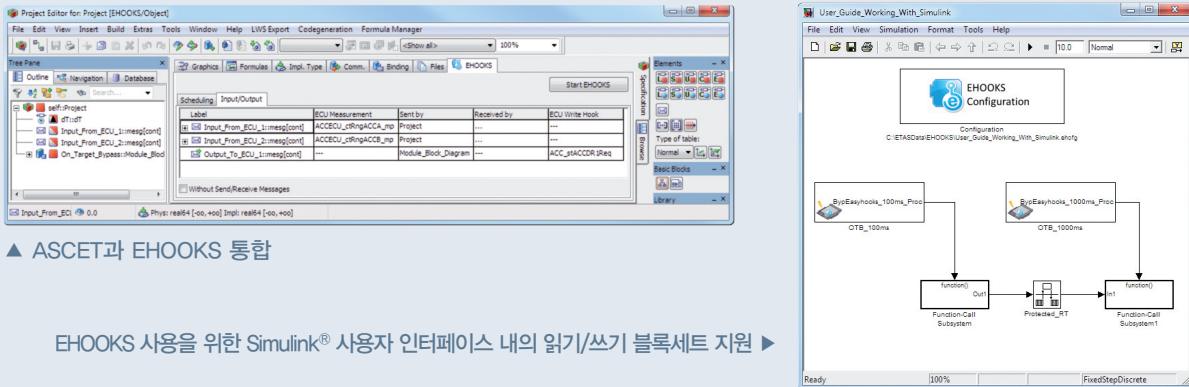 Project Editor for: Project [EHOOKS/Object]
File Edit View Insert Build Extras Tools Window Help LWS Export Codegeneration Formula Manager
<Show all> 100%
Tree Pane
Outline Navigation Database
Search...
self::Project
dT::dT
Input_From_ECU_1::mesg[cont]
Input_From_ECU_2::mesg[cont]
On_Target_Bypass::Module_Blod
Graphics Formulas Impl. Type Comm. Binding Files EHOOKS
Start EHOOKS
Scheduling Input/Output
Label ECU Measurement Sent by Received by ECU Write Hook
Input_From_ECU_1::mesg[cont] ACCECU_ctRngACCA_mp Project ... ---
Input_From_ECU_2::mesg[cont] ACCECU_ctRngACCB_mp Project ... ---
Output_To_ECU_1::mesg[cont] --- Module_Block_Diagram --- ACC_stACCDR1Req
Without Send/Receive Messages
Specification
Browse
Elements
Type of table:
Normal
Basic Blocks
Library
Input_From_ECl 0.0 Phys: real64 [-oo, +oo] Impl: real64 [-oo, +oo]
▲ ASCET과 EHOOKS 통합
EHOOKS 사용을 위한 Simulink® 사용자 인터페이스 내의 읽기/쓰기 블록세트 지원 ▶
User_Guide_Working_With_Simulink
File Edit View Simulation Format Tools Help
10.0 Normal
EHOOKS
Configuration
Configuration
C:\ETASData\EHOOKS\User_Guide_Working_With_Simulink.ehcfg
BypEasyhooks_100ms_Proc
OTB_100ms
BypEasyhooks_1000ms_Proc
OTB_1000ms
function()
Out1
Function-Call
Subsystem
Protected_RT
function()
In1
Function-Call
Subsystem1
Ready 100% FixedStepDiscrete